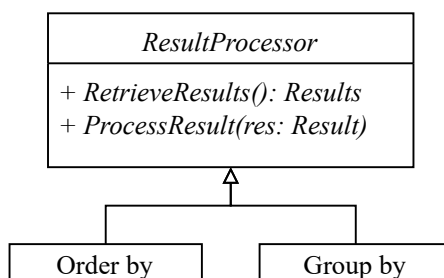 ResultProcessor
+ RetrieveResults(): Results
+ ProcessResult(res: Result)
Order by
Group by